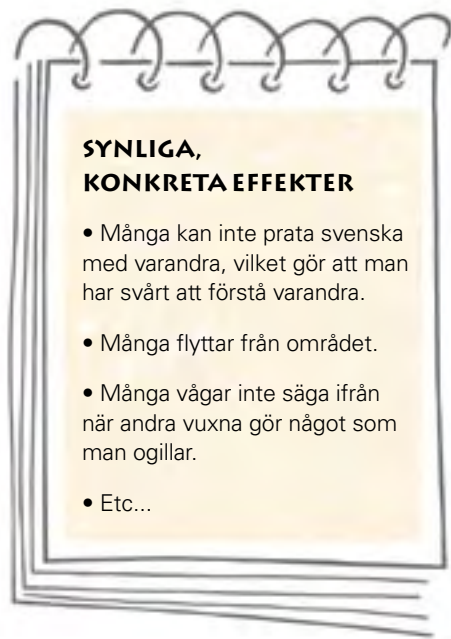 SYNLIGA,
KONKRETA EFFEKTER
• Många kan inte prata svenska
med varandra, vilket gör att man
har svårt att förstå varandra.
• Många flyttar från området.
• Många vågar inte säga ifrån
när andra vuxna gör något som
man ogillar.
• Etc...